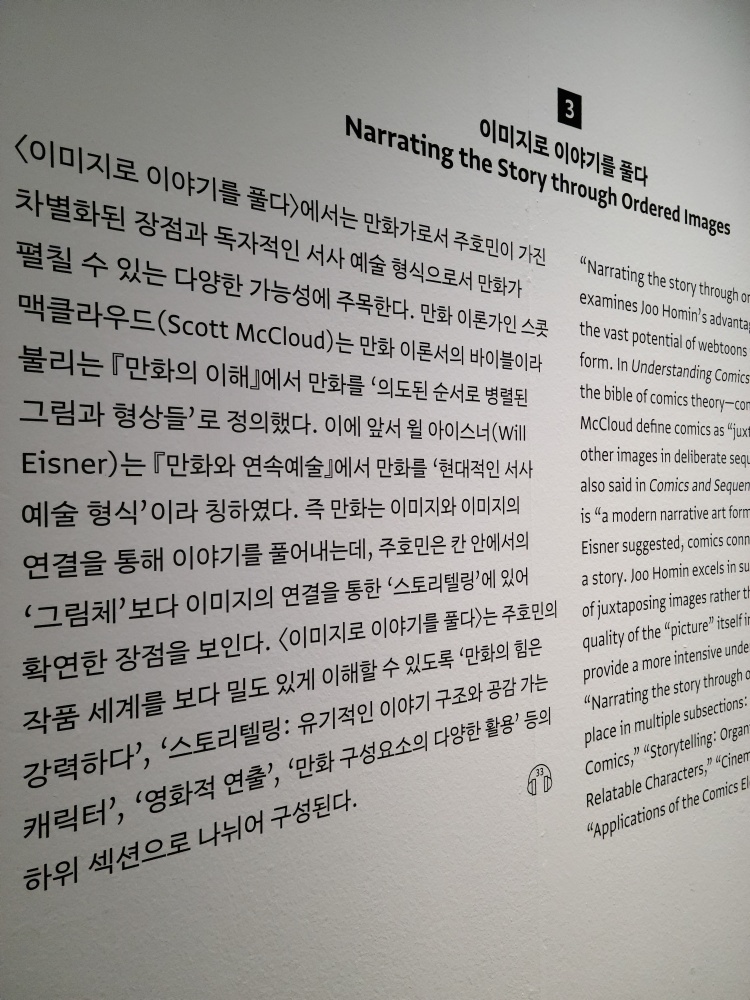 3
이미지로 이야기를 풀다
Narrating the Story through Ordered Images
〈이미지로 이야기를 풀다〉에서는 만화가로서 주호민이 가진
차별화된 장점과 독자적인 서사 예술 형식으로서 만화가
펼칠 수 있는 다양한 가능성에 주목한다. 만화 이론가인 스콧
맥클라우드(Scott McCloud)는 만화 이론서의 바이블이라
불리는 『만화의 이해』에서 만화를 ‘의도된 순서로 병렬된
그림과 형상들’로 정의했다. 이에 앞서 윌 아이스너(Will
Eisner)는 『만화와 연속예술』에서 만화를 ‘현대적인 서사
예술 형식’이라 칭하였다. 즉 만화는 이미지와 이미지의
연결을 통해 이야기를 풀어내는데, 주호민은 칸 안에서의
‘그림체’보다 이미지의 연결을 통한 ‘스토리텔링’에 있어
확연한 장점을 보인다. 〈이미지로 이야기를 풀다〉는 주호민의
작품 세계를 보다 밀도 있게 이해할 수 있도록 ‘만화의 힘은
강력하다’, ‘스토리텔링: 유기적인 이야기 구조와 공감 가는
캐릭터’, ‘영화적 연출’, ‘만화 구성요소의 다양한 활용’ 등의
하위 섹션으로 나뉘어 구성된다.
33
“Narrating the story through
examines Joo Homin’s
the vast potential of webtoons
form. In Understanding Comics
the bible of comics theory—
McCloud define comics as
other images in deliberate
also said in Comics and
is “a modern narrative art
Eisner suggested, comics
a story. Joo Homin excels in
of juxtaposing images rather
quality of the “picture” itself
provide a more intensive
“Narrating the story through
place in multiple subsections:
Comics,” “Storytelling:
Relatable Characters,”
“Applications of the Comics